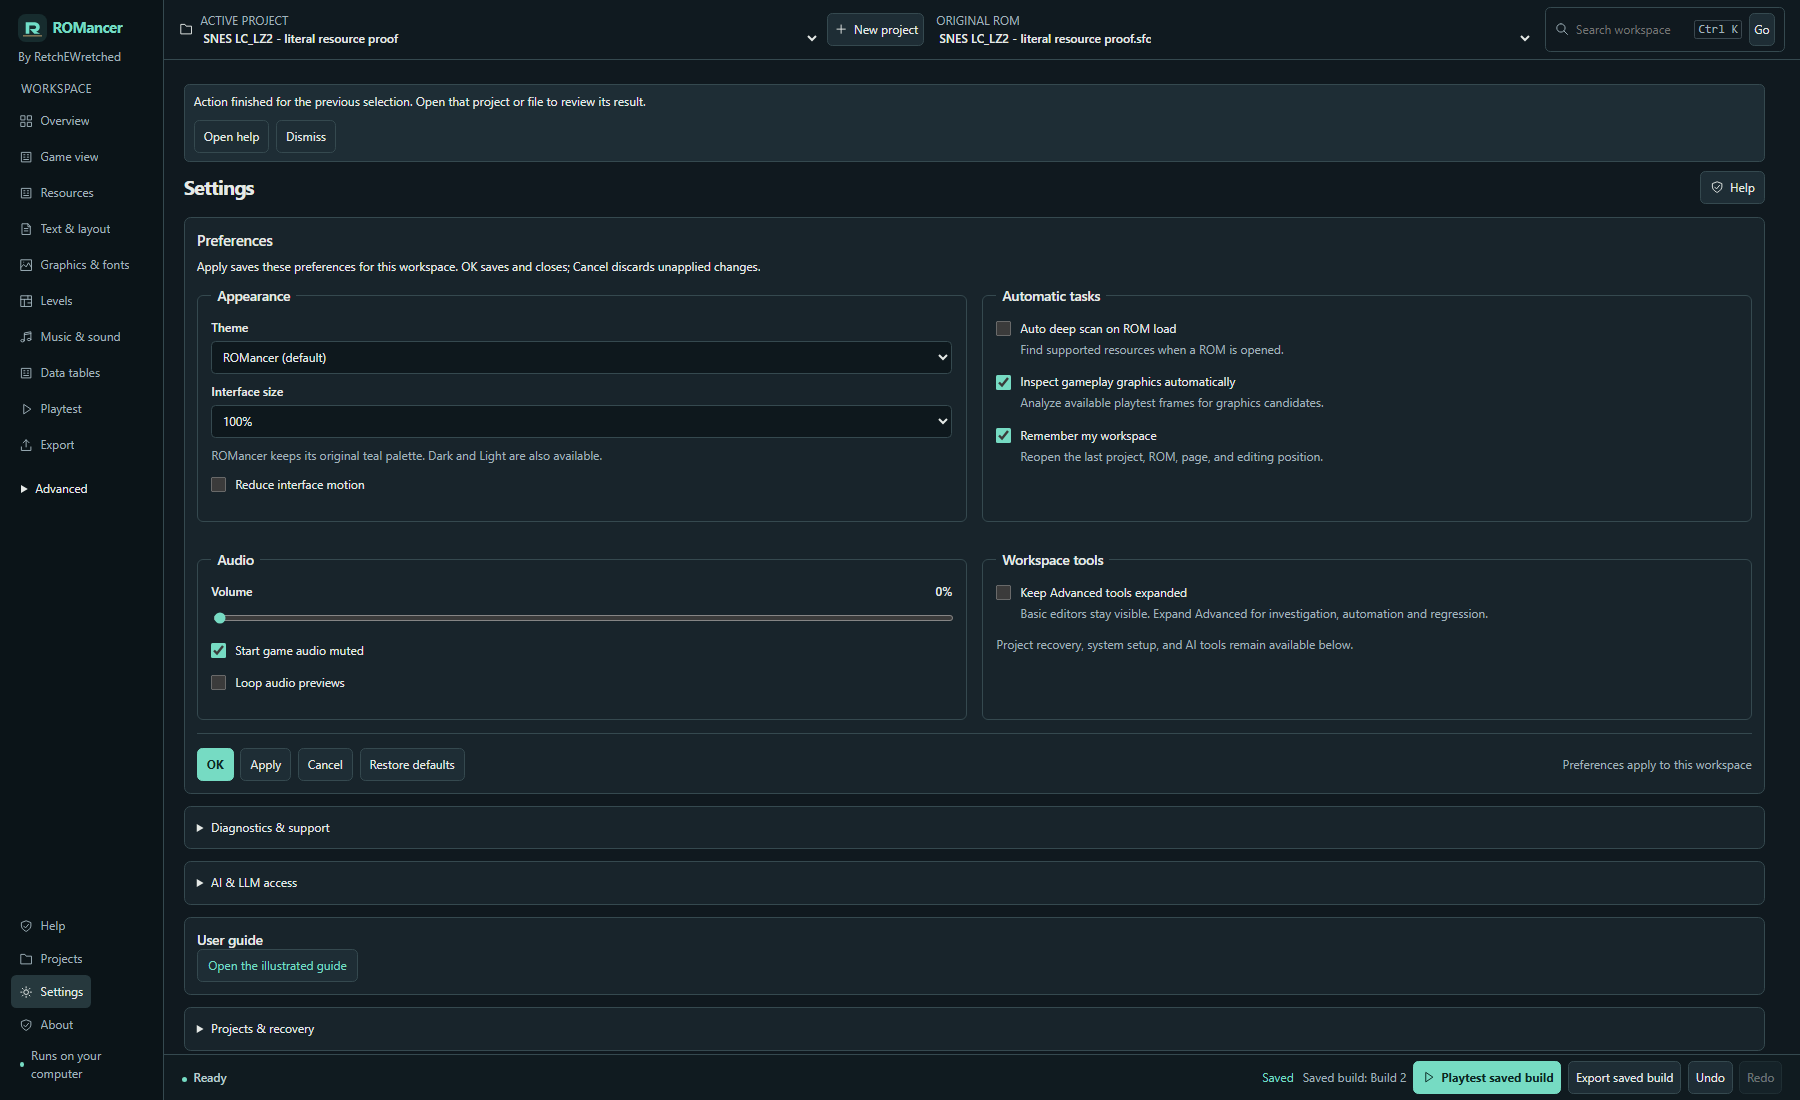 ROMancer
By RetchEWretched
WORKSPACE
Overview
Game view
Resources
Text & layout
Graphics & fonts
Levels
Music & sound
Data tables
Playtest
Export
Advanced
Help
Projects
Settings
About
Runs on your
computer
ACTIVE PROJECT
SNES LC_LZ2 - literal resource proof
New project
ORIGINAL ROM
SNES LC_LZ2 - literal resource proof.sfc
Search workspace
Ctrl K
Go
Action finished for the previous selection. Open that project or file to review its result.
Open help
Dismiss
Settings
Help
Preferences
Apply saves these preferences for this workspace. OK saves and closes; Cancel discards unapplied changes.
Appearance
Theme
ROMancer (default)
Interface size
100%
ROMancer keeps its original teal palette. Dark and Light are also available.
Reduce interface motion
Automatic tasks
Auto deep scan on ROM load
Find supported resources when a ROM is opened.
Inspect gameplay graphics automatically
Analyze available playtest frames for graphics candidates.
Remember my workspace
Reopen the last project, ROM, page, and editing position.
Audio
Volume
0%
Start game audio muted
Loop audio previews
Workspace tools
Keep Advanced tools expanded
Basic editors stay visible. Expand Advanced for investigation, automation and regression.
Project recovery, system setup, and AI tools remain available below.
OK
Apply
Cancel
Restore defaults
Preferences apply to this workspace
Diagnostics & support
AI & LLM access
User guide
Open the illustrated guide
Projects & recovery
Ready
Saved
Saved build: Build 2
Playtest saved build
Export saved build
Undo
Redo